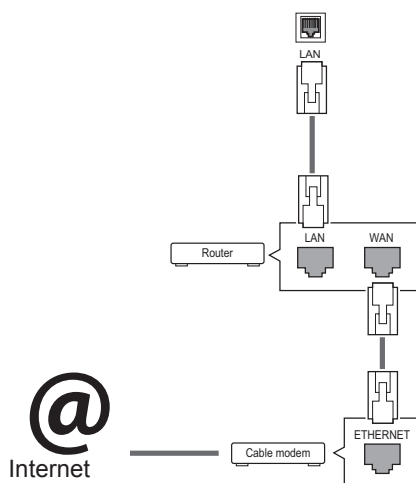 LAN
LAN
WAN
Router
@
ETHERNET
Internet
Cable modem